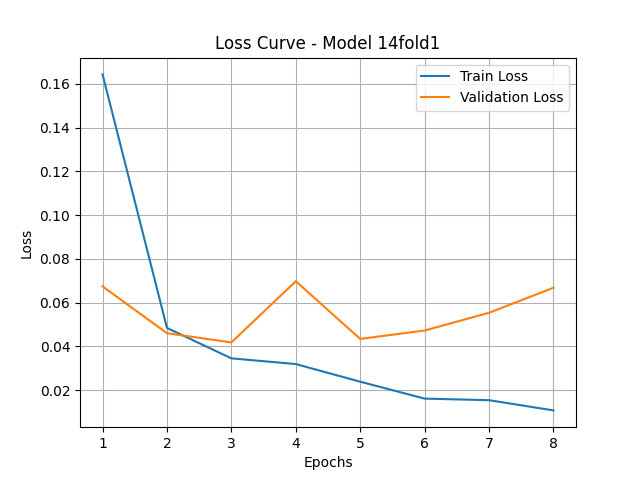 Loss Curve - Model 14fold1
Train Loss
Validation Loss
0.16
0.14
0.12
0.10
0.08
0.06
0.04
0.02
Loss
1 2 3 4 5 6 7 8
Epochs